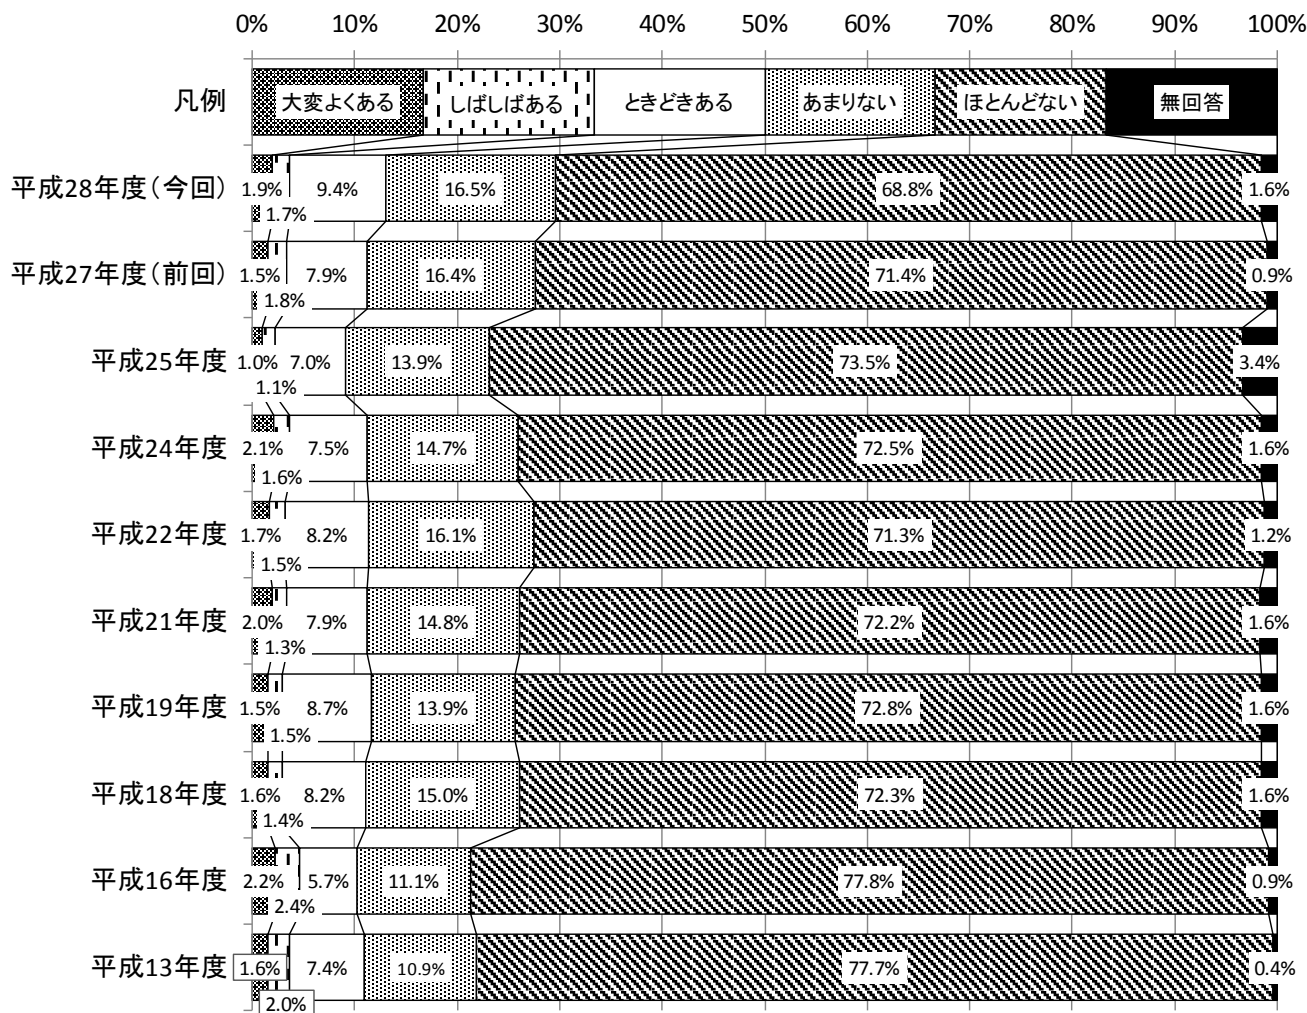 0% 10% 20% 30% 40% 50% 60% 70% 80% 90% 100%
凡例 大変よくある しばしばある ときどきある あまりない ほとんどない 無回答
平成28年度（今回） 1.9% 9.4% 16.5% 68.8% 1.6%
1.7%
平成27年度（前回） 1.5% 7.9% 16.4% 71.4% 0.9%
1.8%
平成25年度 1.0% 7.0% 13.9% 73.5% 3.4%
1.1%
平成24年度 2.1% 7.5% 14.7% 72.5% 1.6%
1.6%
平成22年度 1.7% 8.2% 16.1% 71.3% 1.2%
1.5%
平成21年度 2.0% 7.9% 14.8% 72.2% 1.6%
1.3%
平成19年度 1.5% 8.7% 13.9% 72.8% 1.6%
1.5%
平成18年度 1.6% 8.2% 15.0% 72.3% 1.6%
1.4%
平成16年度 2.2% 5.7% 11.1% 77.8% 0.9%
2.4%
平成13年度 1.6% 7.4% 10.9% 77.7% 0.4%
2.0%